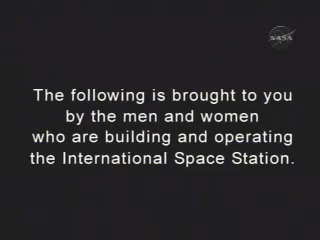 NASA
The following is brought to you
by the men and women
who are building and operating
the International Space Station.